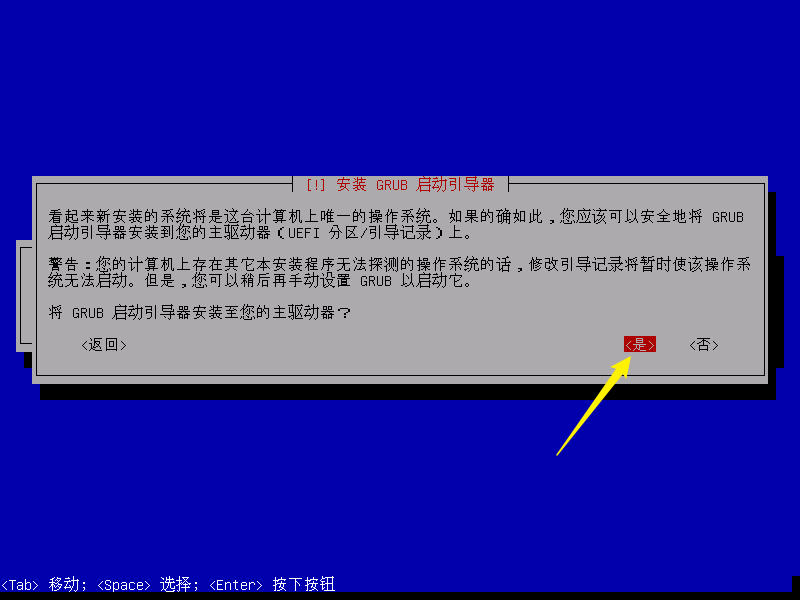 [!] 安装 GRUB 启动引导器
看起来新安装的系统将是这台计算机上唯一的操作系统。如果的确如此,您应该可以安全地将 GRUB
启动引导器安装到您的主驱动器(UEFI 分区/引导记录)上。
警告:您的计算机上存在其它本安装程序无法探测的操作系统的话,修改引导记录将暂时使该操作系
统无法启动。但是,您可以稍后再手动设置 GRUB 以启动它。
将 GRUB 启动引导器安装至您的主驱动器?
<返回> <是> <否>
<Tab> 移动; <Space> 选择; <Enter> 按下按钮